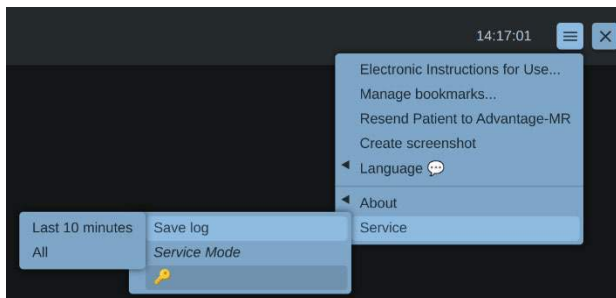 14:17:01
Electronic Instructions for Use...
Manage bookmarks...
Resend Patient to Advantage-MR
Create screenshot
Language
About
Service
Save log
Service Mode
Last 10 minutes
All